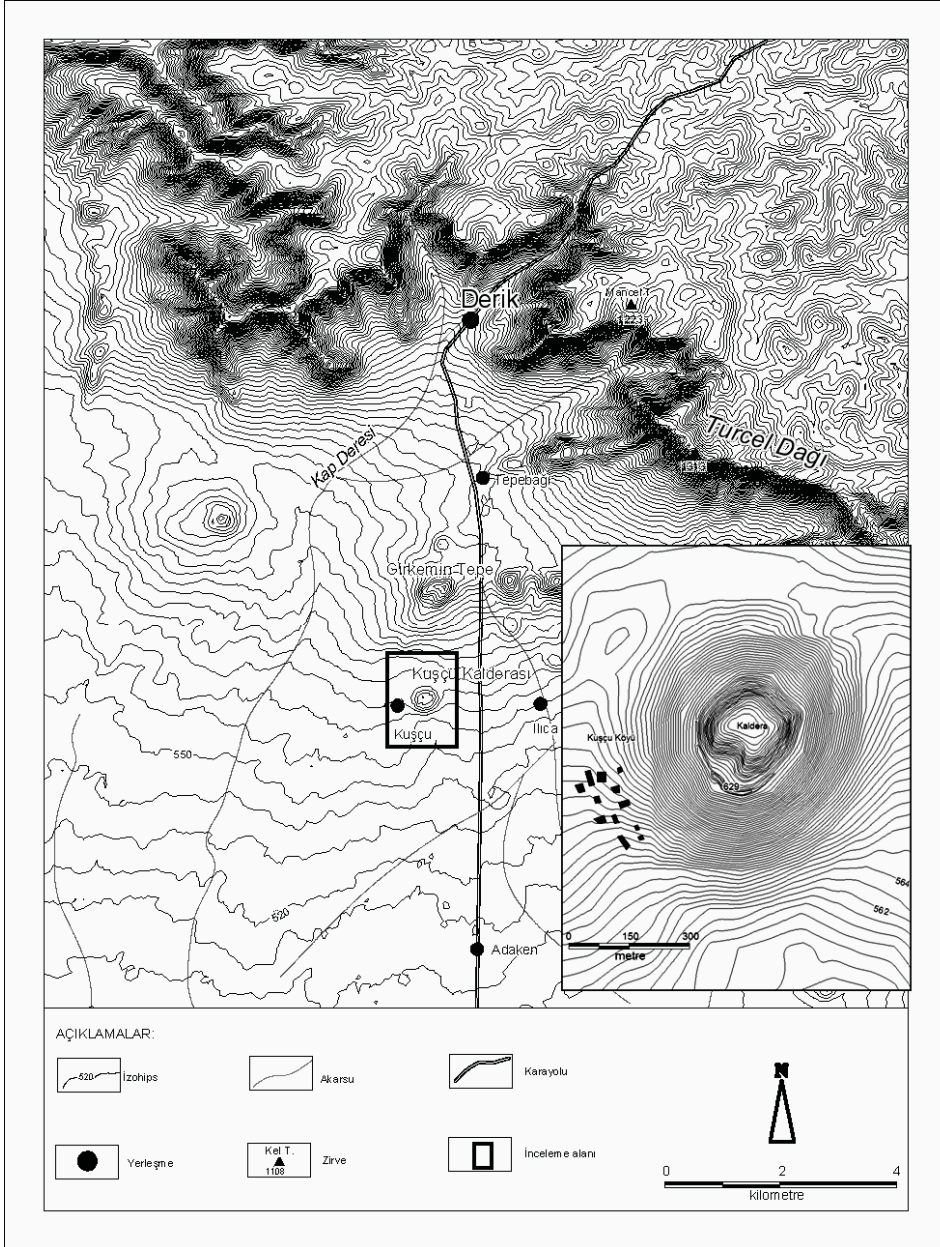 Mancel T.
1223
Derik
Turcel Dağı
1313
Kap Deresi
Tepebağı
Girkemin Tepe
Kuşçu Kalderası
Kuşçu
Ilıca
550
520
Adaken
Kaldera
Kuşçu Köyü
629
564
562
0 150 300
metre
AÇIKLAMALAR:
520
İzohips
Akarsu
Karayolu
N
Yerleşme
Kel T.
1108
Zirve
İnceleme alanı
0 2 4
kilometre